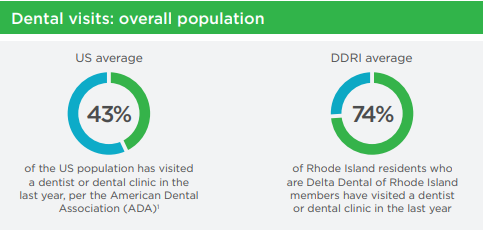 Dental visits: overall population
US average
43%
of the US population has visited
a dentist or dental clinic in the
last year, per the American Dental
Association (ADA)¹
DDRI average
74%
of Rhode Island residents who
are Delta Dental of Rhode Island
members have visited a dentist
or dental clinic in the last year